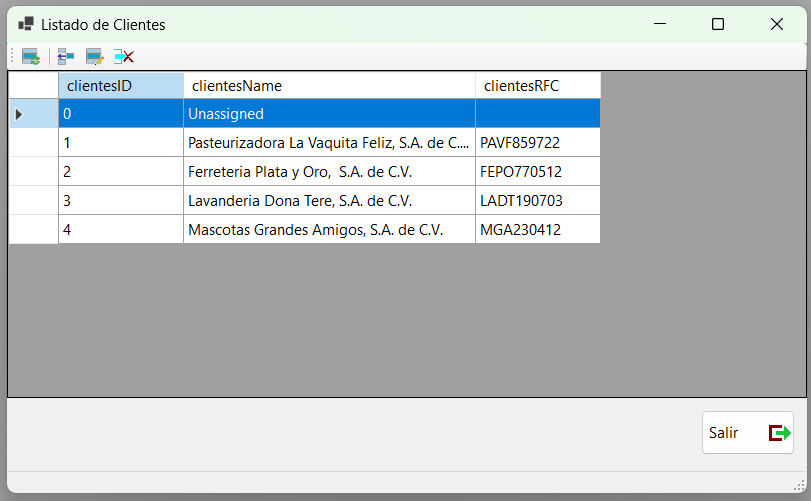 Listado de Clientes
clientesID clientesName clientesRFC
0 Unassigned
1 Pasteurizadora La Vaquita Feliz, S.A. de C.... PAVF859722
2 Ferreteria Plata y Oro,  S.A. de C.V. FEPO770512
3 Lavanderia Dona Tere, S.A. de C.V. LADT190703
4 Mascotas Grandes Amigos, S.A. de C.V. MGA230412
Salir